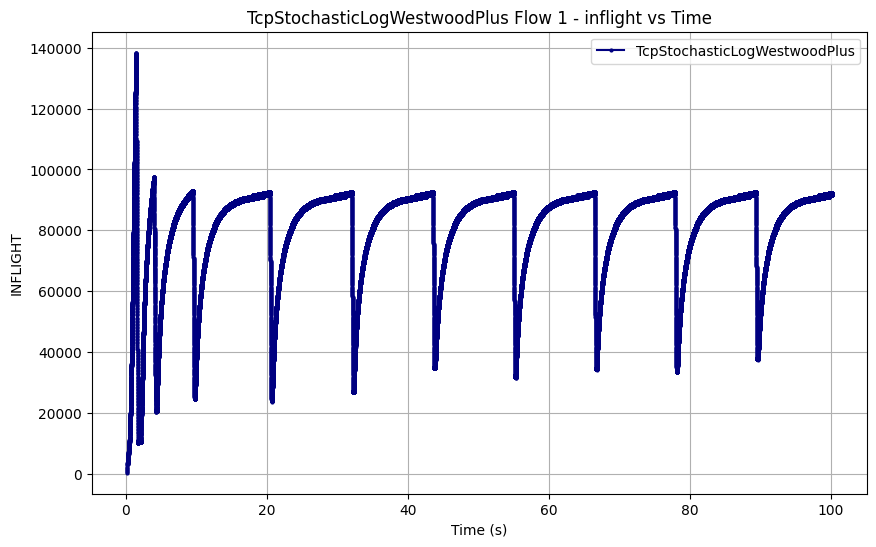 TcpStochasticLogWestwoodPlus Flow 1 - inflight vs Time
TcpStochasticLogWestwoodPlus
140000
120000
100000
80000
60000
40000
20000
0
INFLIGHT
0 20 40 60 80 100
Time (s)